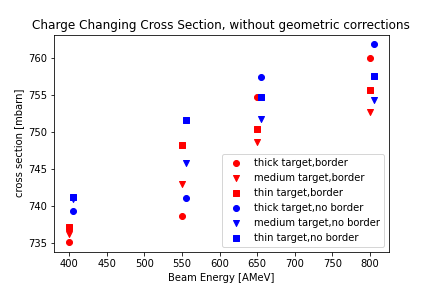 Charge Changing Cross Section, without geometric corrections
cross section [mbarn]
760
755
750
745
740
735
400
450
500
550
600
650
700
750
800
Beam Energy [AMeV]
thick target,border
medium target,border
thin target,border
thick target,no border
medium target,no border
thin target,no border